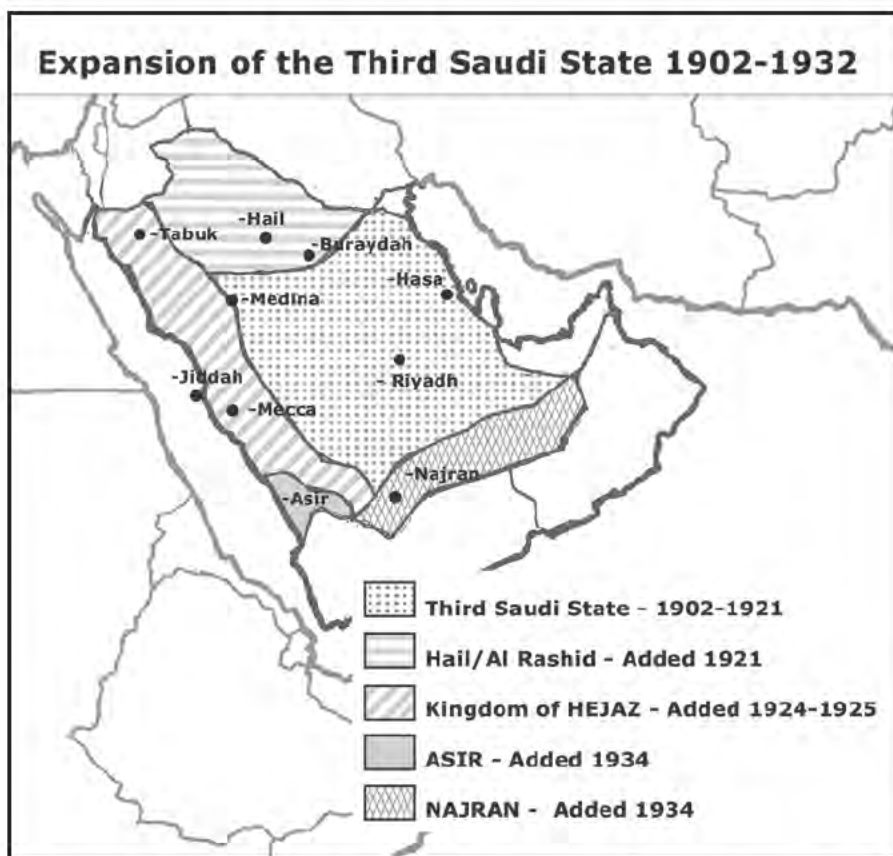 Expansion of the Third Saudi State 1902-1932
-Hail
-Tabuk
-Buraydah
-Hasa
-Medina
-Jiddah
- Riyadh
-Mecca
-Najran
-Asir
Third Saudi State - 1902-1921
Hail/Al Rashid - Added 1921
Kingdom of HEJAZ - Added 1924-1925
ASIR - Added 1934
NAJRAN - Added 1934